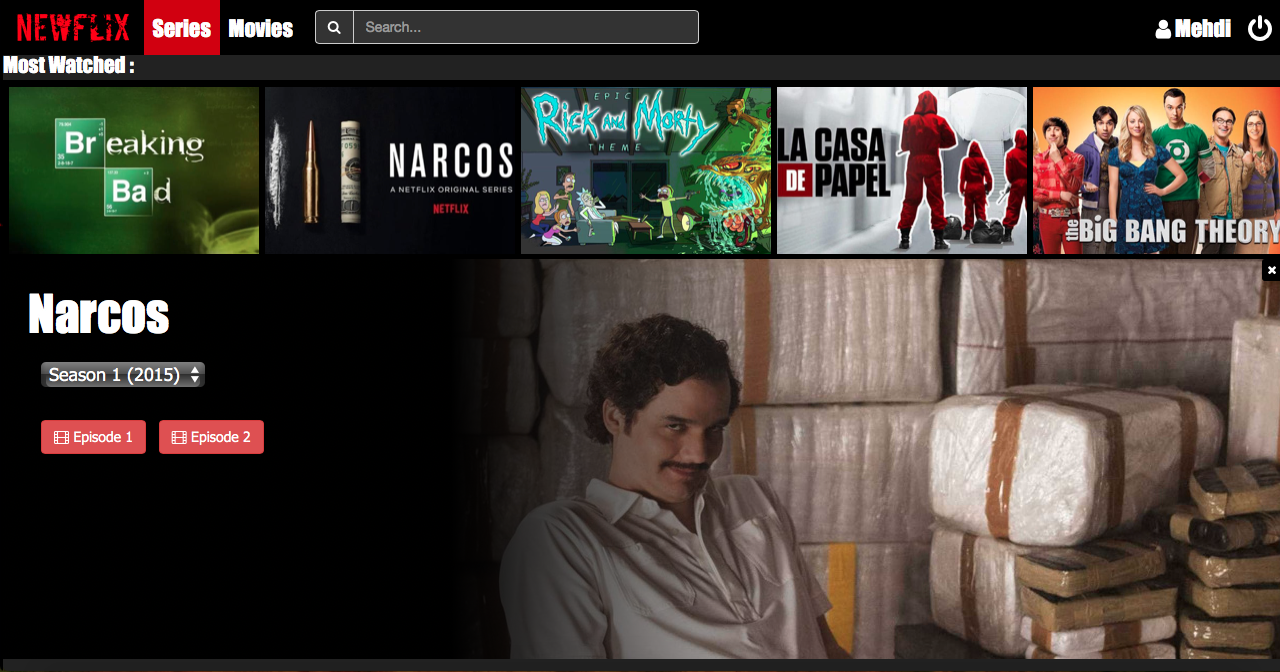 NEWFLIX Series Movies Search... Mehdi
Most Watched :
Br eaking
Ba d
NARCOS
A NETFLIX ORIGINAL SERIES
NETFLIX
EPIC
RICK AND MORTY
THEME
LA CASA
DE PAPEL
the BiG BANG THEORY
Narcos
Season 1 (2015)
Episode 1 Episode 2